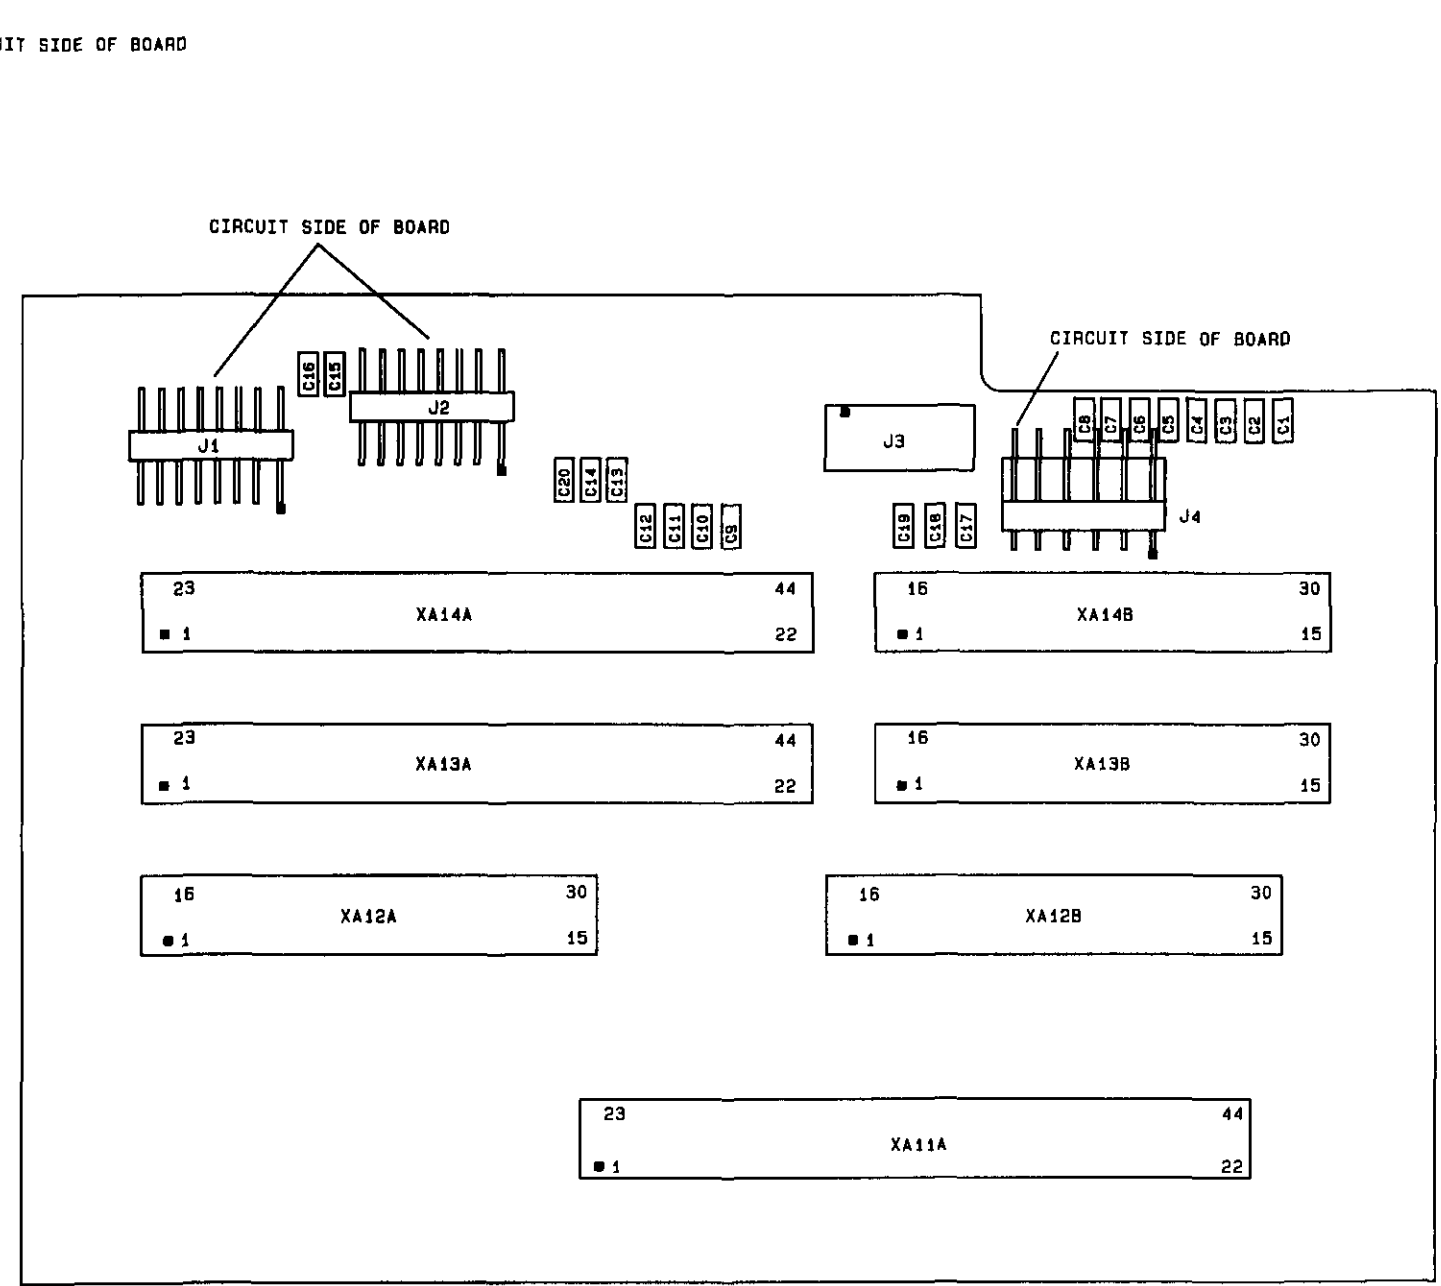 UIT SIDE OF BOARD
CIRCUIT SIDE OF BOARD
CIRCUIT SIDE OF BOARD
C16
C15
J2
J1
J3
C8
C7
C6
C5
C4
C3
C2
C1
J4
C20
C14
C13
C12
C11
C10
C9
C19
C18
C17
23 44
XA14A
1 22
16 30
XA14B
1 15
23 44
XA13A
1 22
16 30
XA13B
1 15
16 30
XA12A
1 15
16 30
XA12B
1 15
23 44
XA11A
1 22